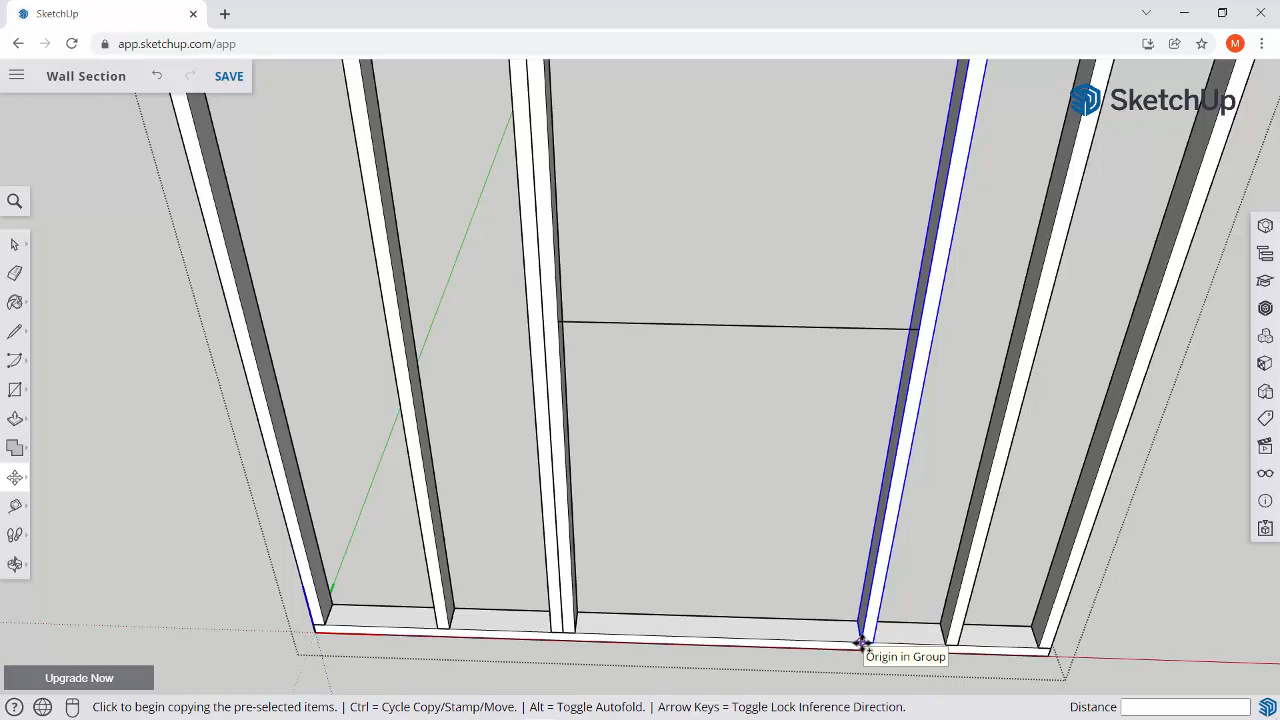 SketchUp
app.sketchup.com/app
M
Wall Section
SAVE
SketchUp
Origin in Group
Upgrade Now
Click to begin copying the pre-selected items. | Ctrl = Cycle Copy/Stamp/Move. | Alt = Toggle Autofold. | Arrow Keys = Toggle Lock Inference Direction.
Distance